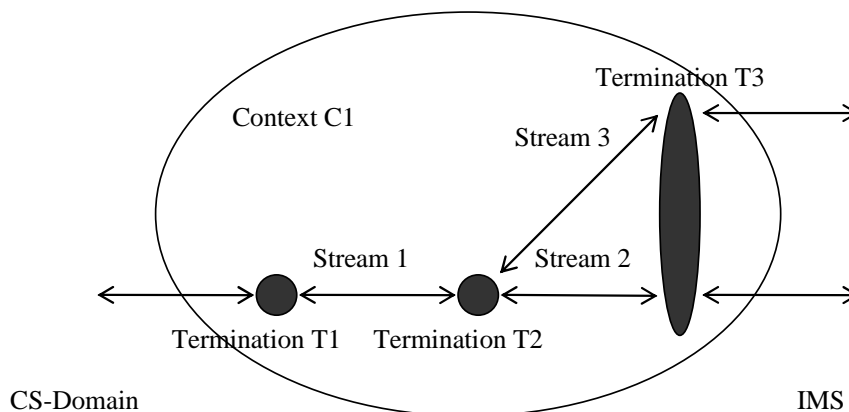 Termination T3
Context C1
Stream 3
Stream 1
Stream 2
Termination T1
Termination T2
CS-Domain
IMS